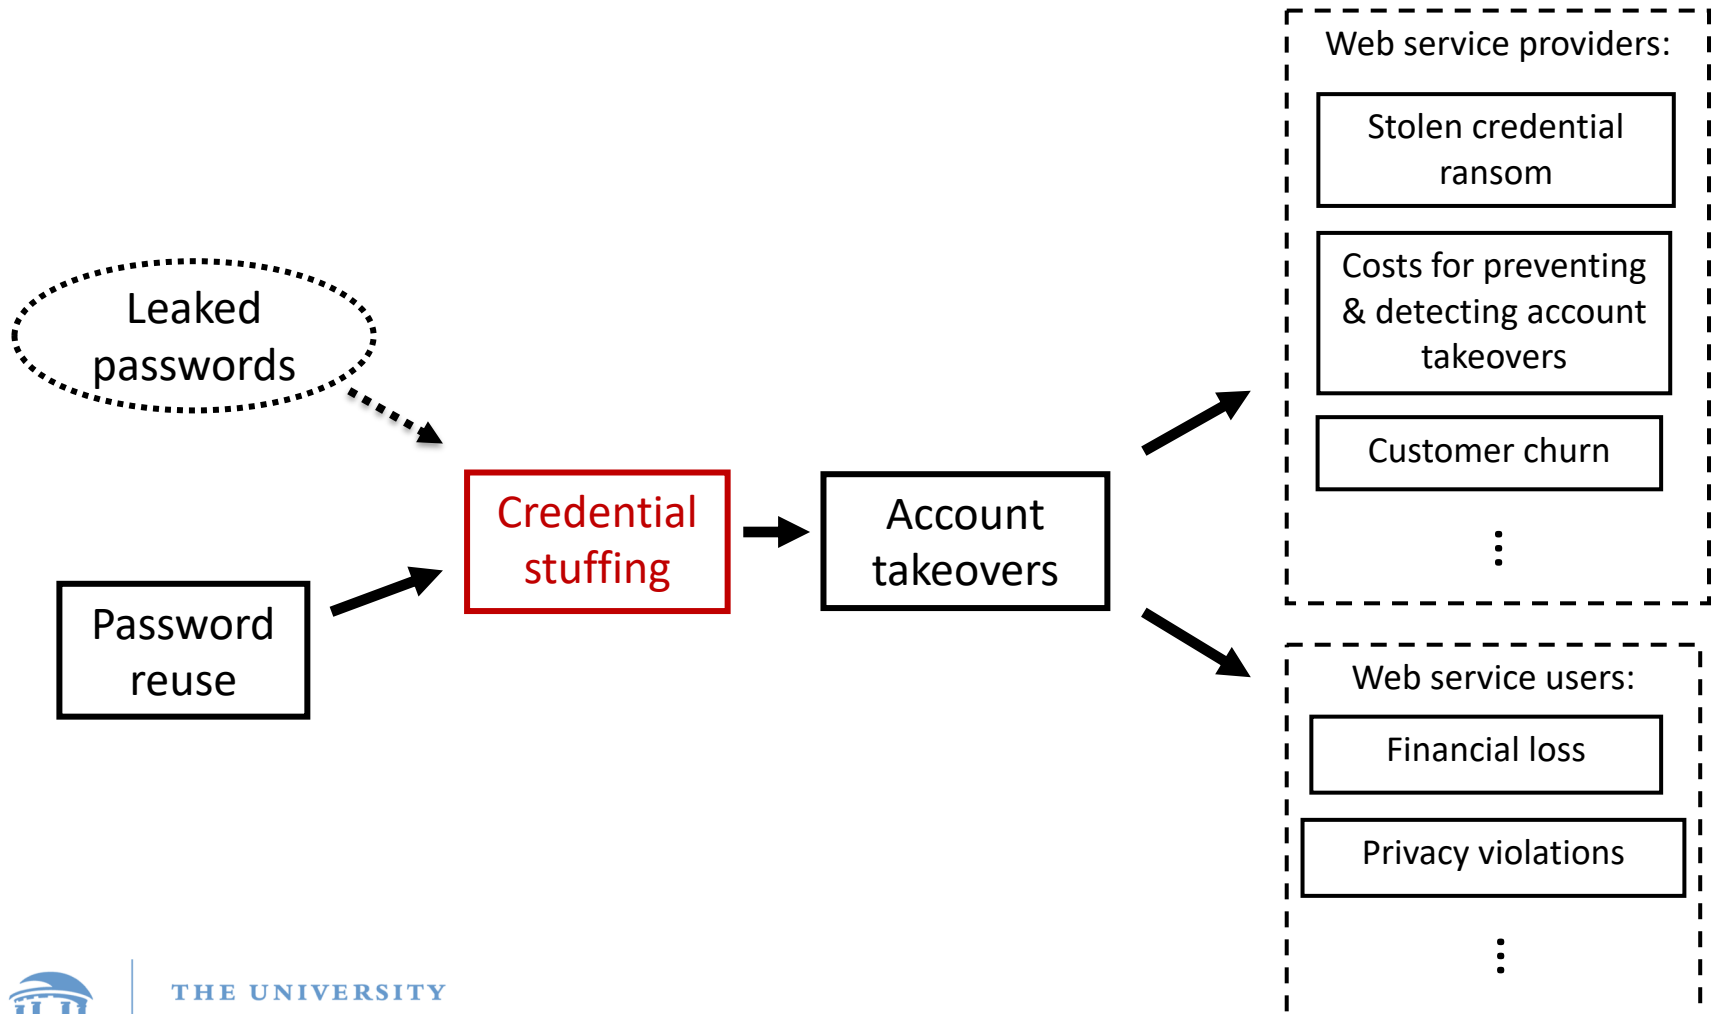 Leaked
passwords
Password
reuse
Credential
stuffing
Account
takeovers
Web service providers:
Stolen credential
ransom
Costs for preventing
& detecting account
takeovers
Customer churn
⋮
Web service users:
Financial loss
Privacy violations
⋮
THE UNIVERSITY